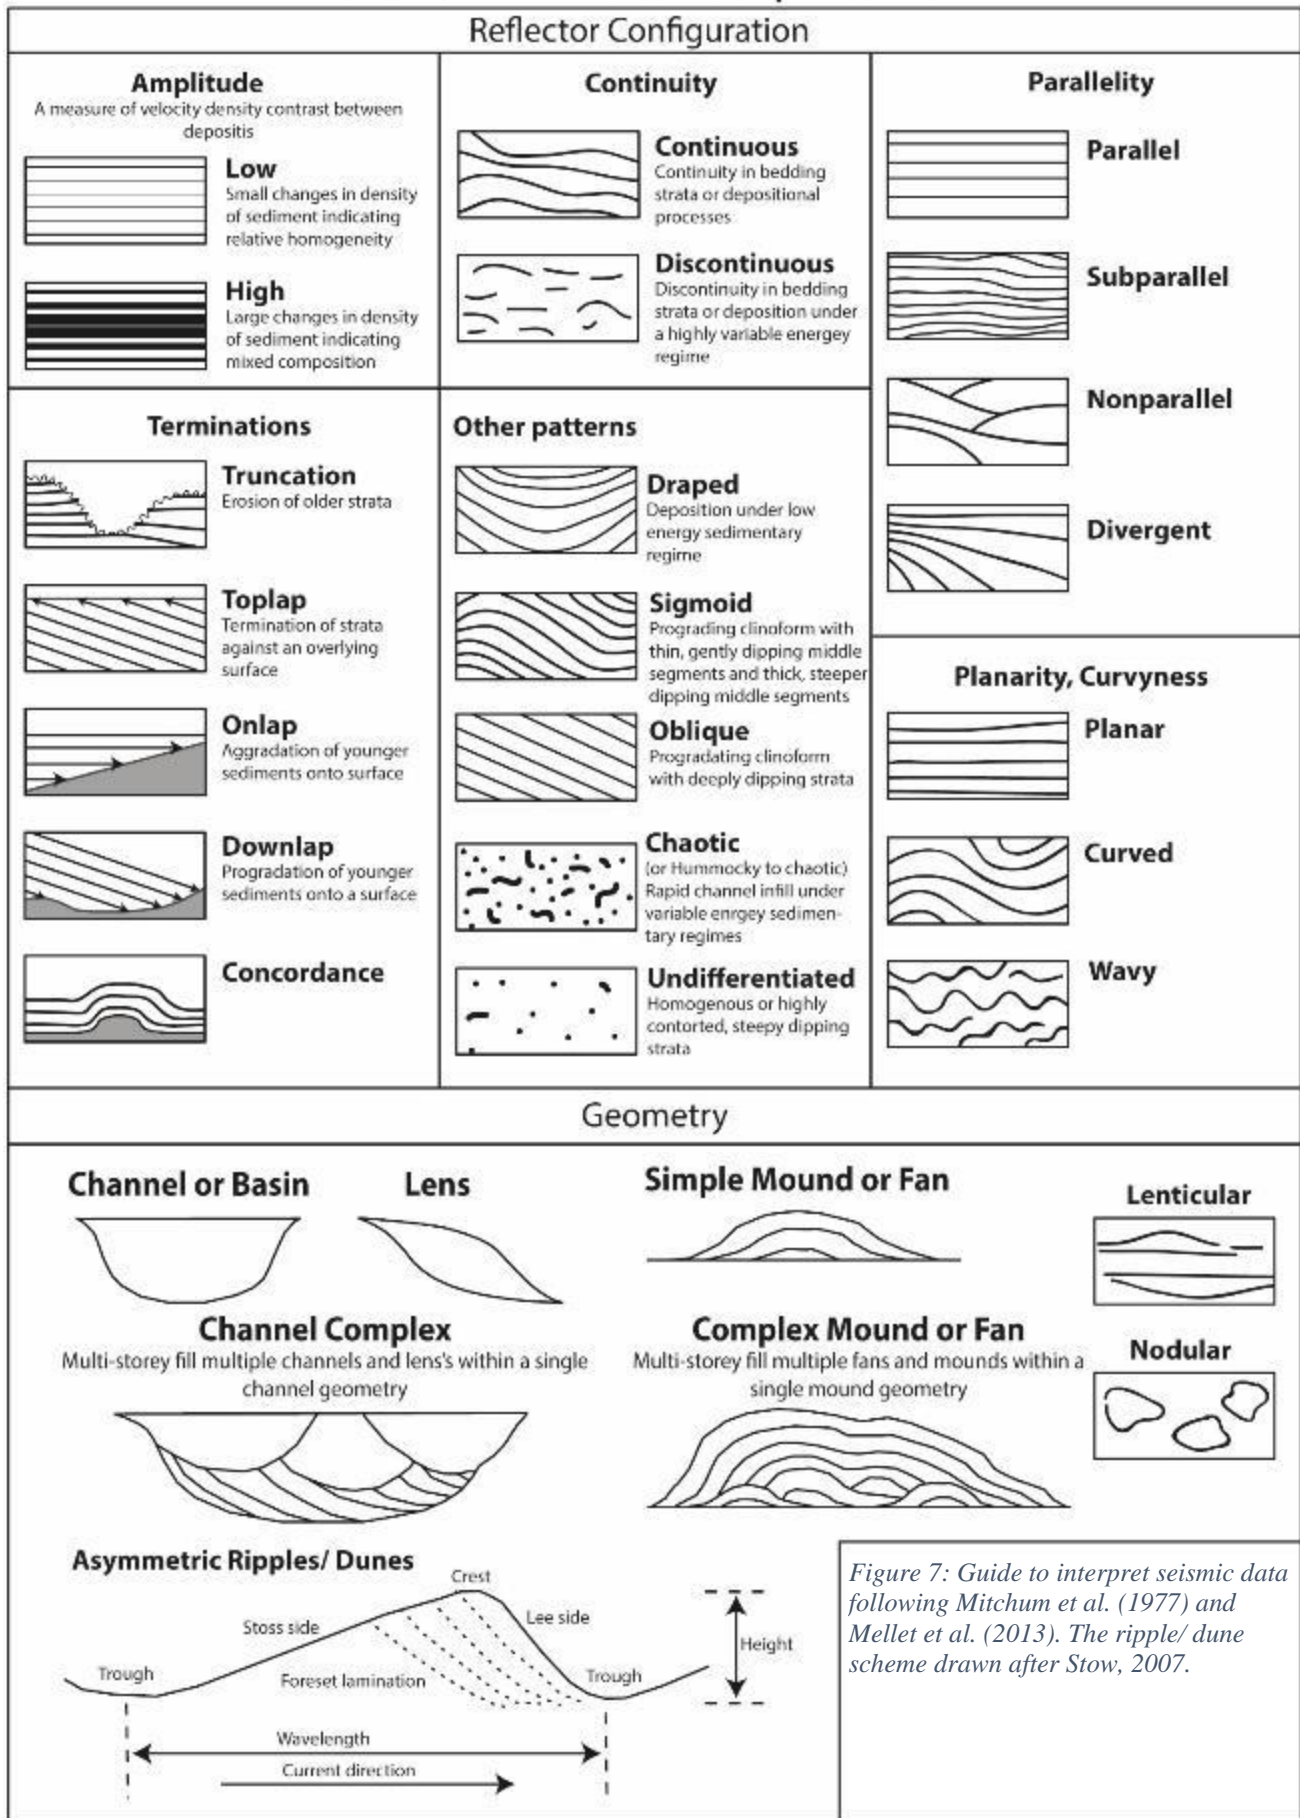 Reflector Configuration
Amplitude
A measure of velocity density contrast between
depositis
Low
Small changes in density
of sediment indicating
relative homogeneity
High
Large changes in density
of sediment indicating
mixed composition
Continuity
Continuous
Continuity in bedding
strata or depositional
processes
Discontinuous
Discontinuity in bedding
strata or deposition under
a highly variable energey
regime
Parallelity
Parallel
Subparallel
Nonparallel
Divergent
Terminations
Truncation
Erosion of older strata
Toplap
Termination of strata
against an overlying
surface
Onlap
Aggradation of younger
sediments onto surface
Downlap
Progradation of younger
sediments onto a surface
Concordance
Other patterns
Draped
Deposition under low
energy sedimentary
regime
Sigmoid
Prograding clinoform with
thin, gently dipping middle
segments and thick, steeper
dipping middle segments
Oblique
Progradating clinoform
with deeply dipping strata
Chaotic
(or Hummocky to chaotic)
Rapid channel infill under
variable enrgey sedimen-
tary regimes
Undifferentiated
Homogenous or highly
contorted, steepy dipping
strata
Planarity, Curvyness
Planar
Curved
Wavy
Geometry
Channel or Basin
Lens
Simple Mound or Fan
Lenticular
Channel Complex
Multi-storey fill multiple channels and lens's within a single
channel geometry
Complex Mound or Fan
Multi-storey fill multiple fans and mounds within a
single mound geometry
Nodular
Asymmetric Ripples/ Dunes
Crest
Stoss side
Lee side
Height
Trough
Foreset lamination
Trough
Wavelength
Current direction
Figure 7: Guide to interpret seismic data
following Mitchum et al. (1977) and
Mellet et al. (2013). The ripple/ dune
scheme drawn after Stow, 2007.